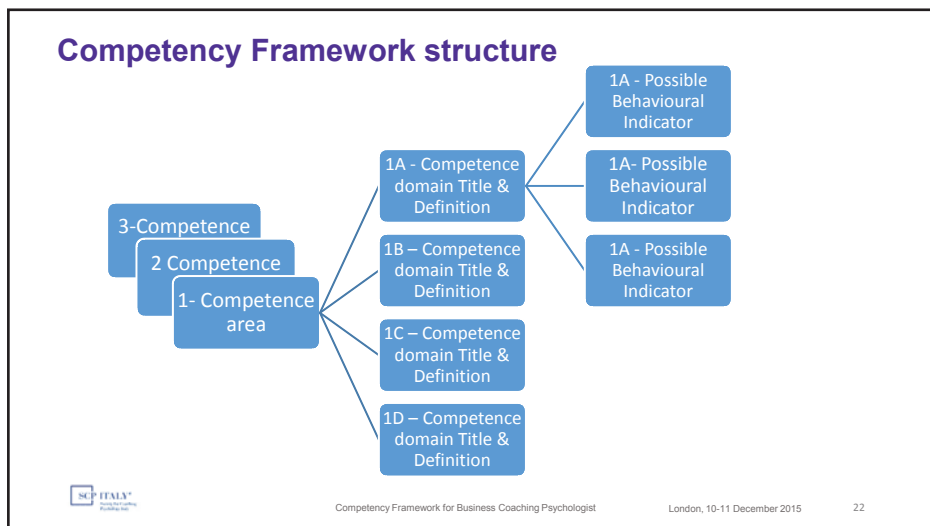 Competency Framework structure
3-Competence
2 Competence
1- Competence
area
1A - Competence
domain Title &
Definition
1B – Competence
domain Title &
Definition
1C – Competence
domain Title &
Definition
1D – Competence
domain Title &
Definition
1A - Possible
Behavioural
Indicator
1A- Possible
Behavioural
Indicator
1A - Possible
Behavioural
Indicator
SCP ITALY
Competency Framework for Business Coaching Psychologist
London, 10-11 December 2015
22